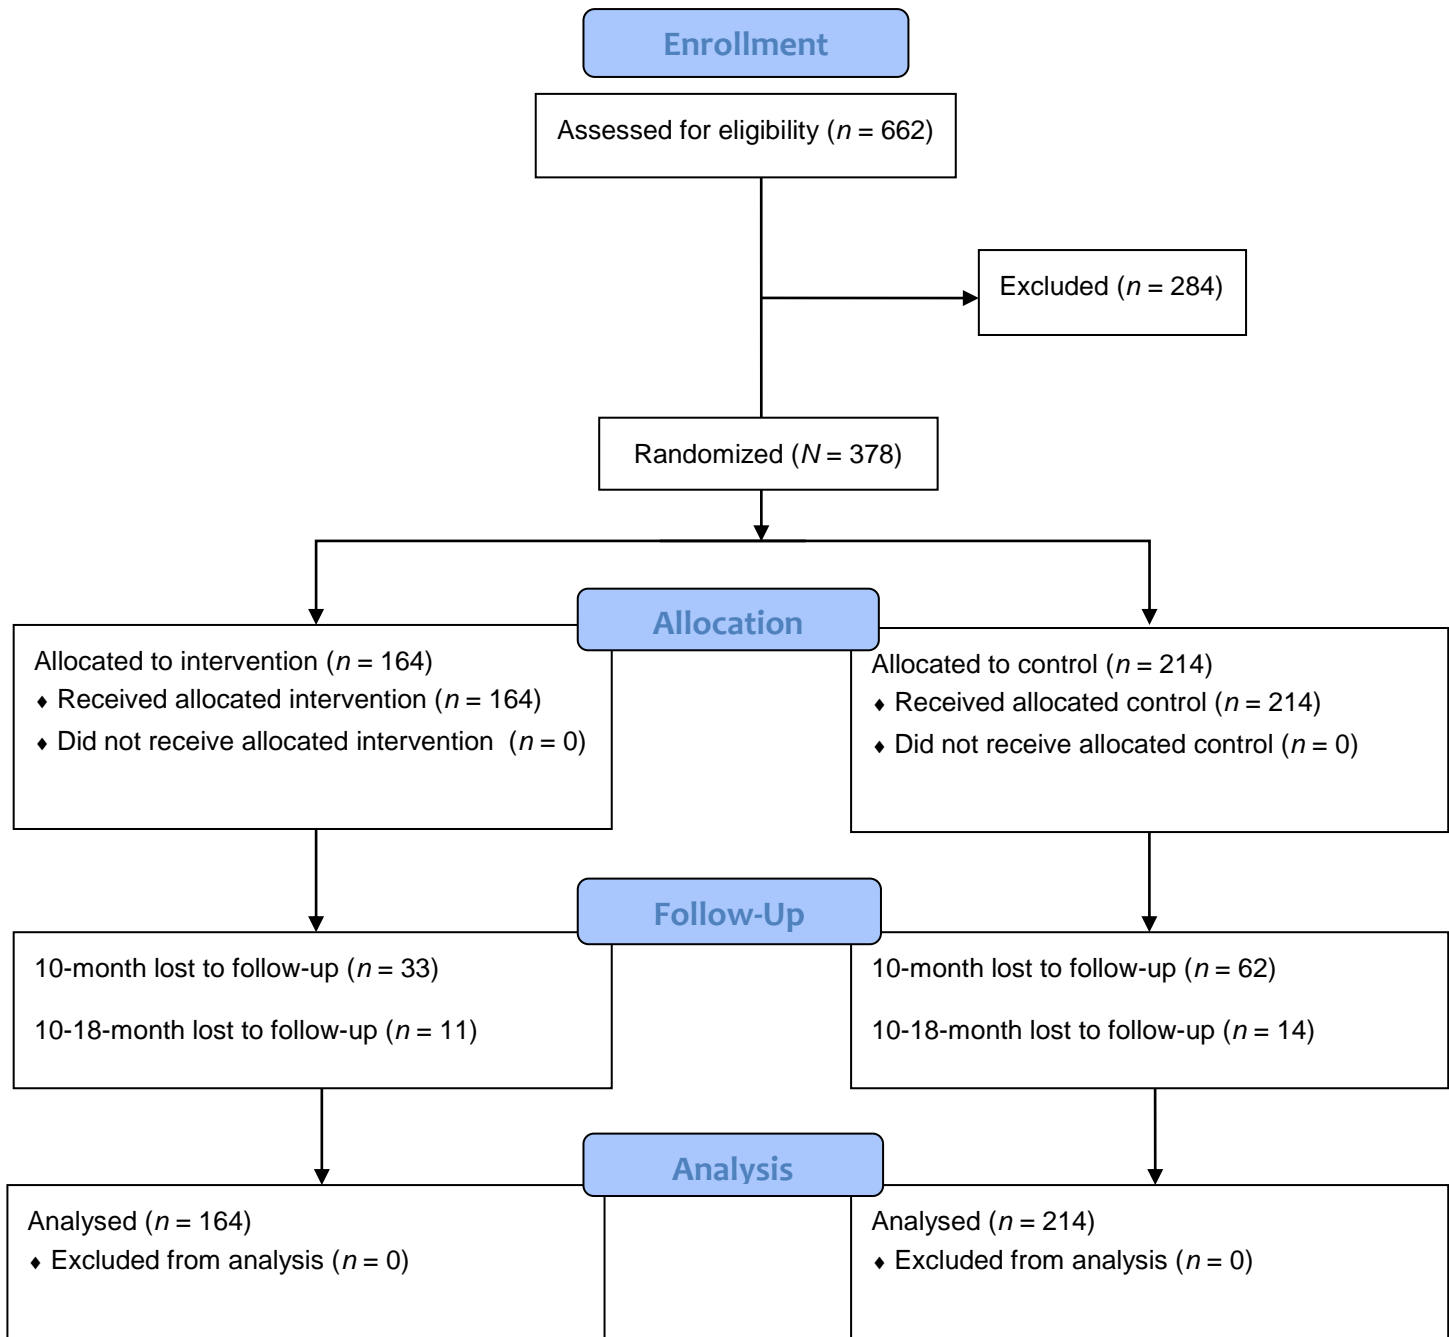 Enrollment
Assessed for eligibility (n = 662)
Excluded (n = 284)
Randomized (N = 378)
Allocation
Allocated to intervention (n = 164)
♦ Received allocated intervention (n = 164)
♦ Did not receive allocated intervention (n = 0)
Allocated to control (n = 214)
♦ Received allocated control (n = 214)
♦ Did not receive allocated control (n = 0)
Follow-Up
10-month lost to follow-up (n = 33)
10-18-month lost to follow-up (n = 11)
10-month lost to follow-up (n = 62)
10-18-month lost to follow-up (n = 14)
Analysis
Analysed (n = 164)
♦ Excluded from analysis (n = 0)
Analysed (n = 214)
♦ Excluded from analysis (n = 0)